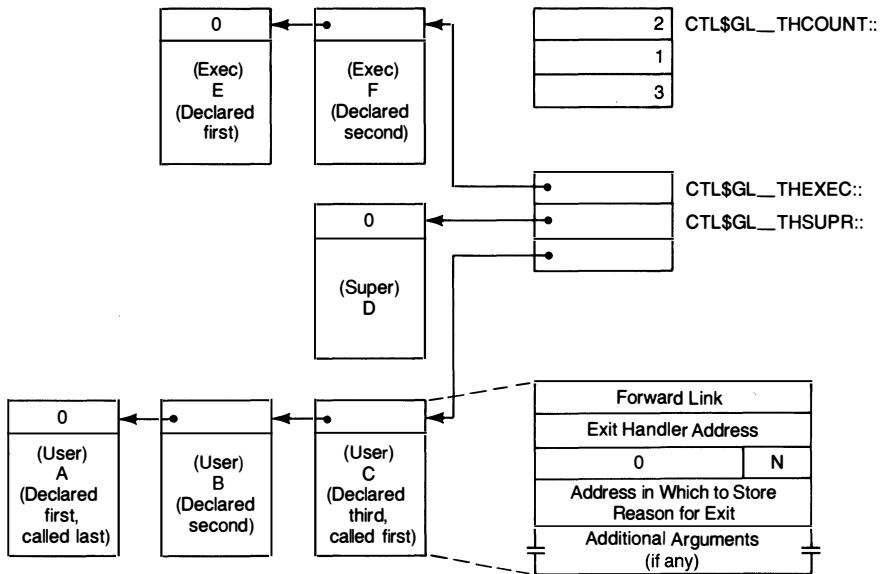 0
(Exec)
E
(Declared
first)
(Exec)
F
(Declared
second)
2 CTL$GL__THCOUNT::
1
3
CTL$GL__THEXEC::
CTL$GL__THSUPR::
0
(Super)
D
0
(User)
A
(Declared
first,
called last)
(User)
B
(Declared
second)
(User)
C
(Declared
third,
called first)
Forward Link
Exit Handler Address
0 N
Address in Which to Store
Reason for Exit
Additional Arguments
(if any)